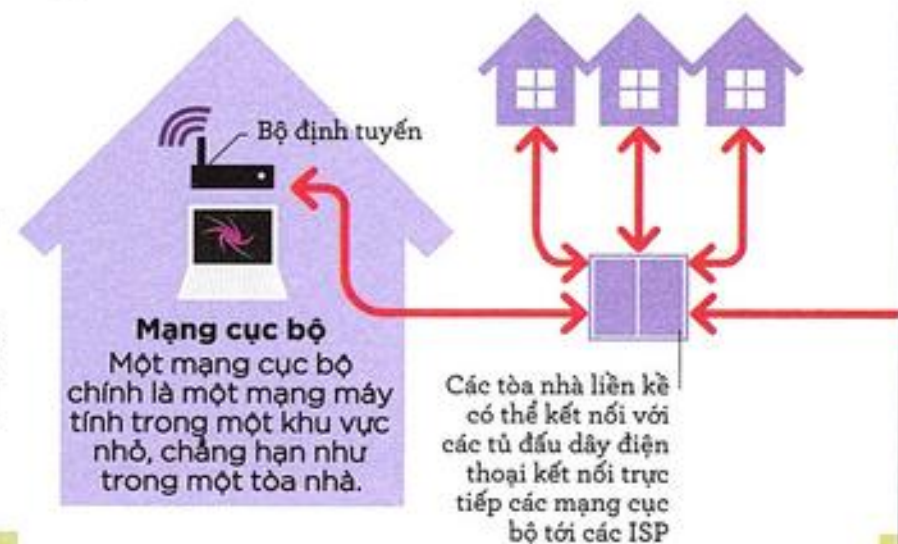 Bộ định tuyến
Mạng cục bộ
Một mạng cục bộ
chính là một mạng máy
tính trong một khu vực
nhỏ, chẳng hạn như
trong một tòa nhà.
Các tòa nhà liền kề
có thể kết nối với
các tủ đấu dây điện
thoại kết nối trực
tiếp các mạng cục
bộ tới các ISP